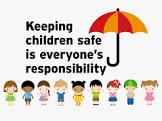 Keeping
children safe
is everyone's
responsibility